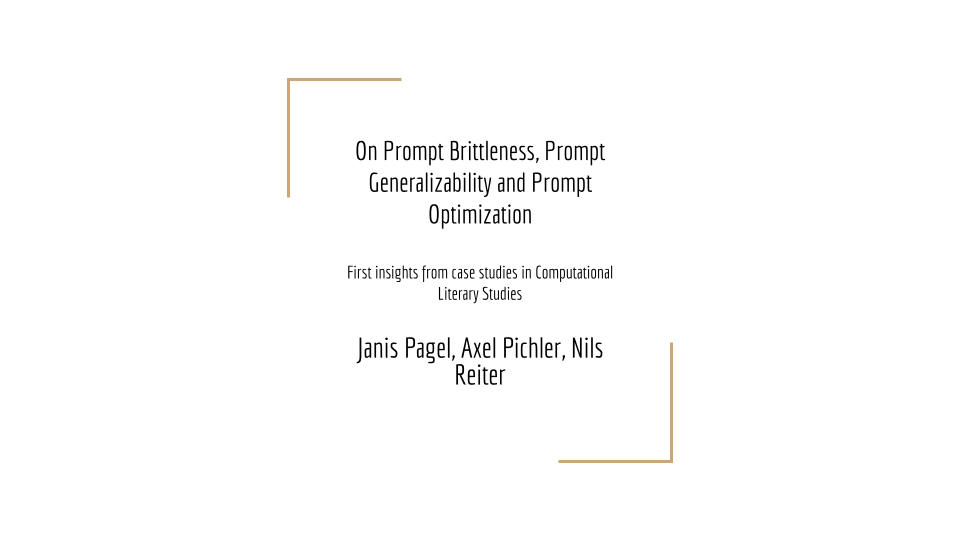 On Prompt Brittleness, Prompt
Generalizability and Prompt
Optimization
First insights from case studies in Computational
Literary Studies
Janis Pagel, Axel Pichler, Nils
Reiter